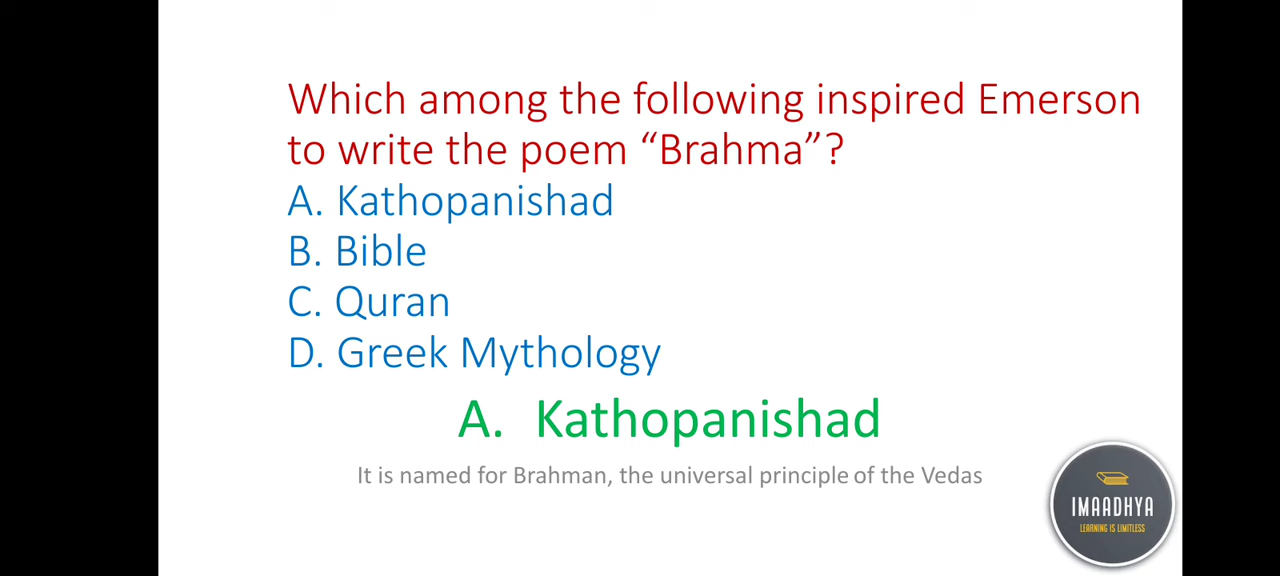 Which among the following inspired Emerson
to write the poem “Brahma”?
A. Kathopanishad
B. Bible
C. Quran
D. Greek Mythology
A. Kathopanishad
It is named for Brahman, the universal principle of the Vedas
IMAADHYA
LEARNING IS LIMITLESS